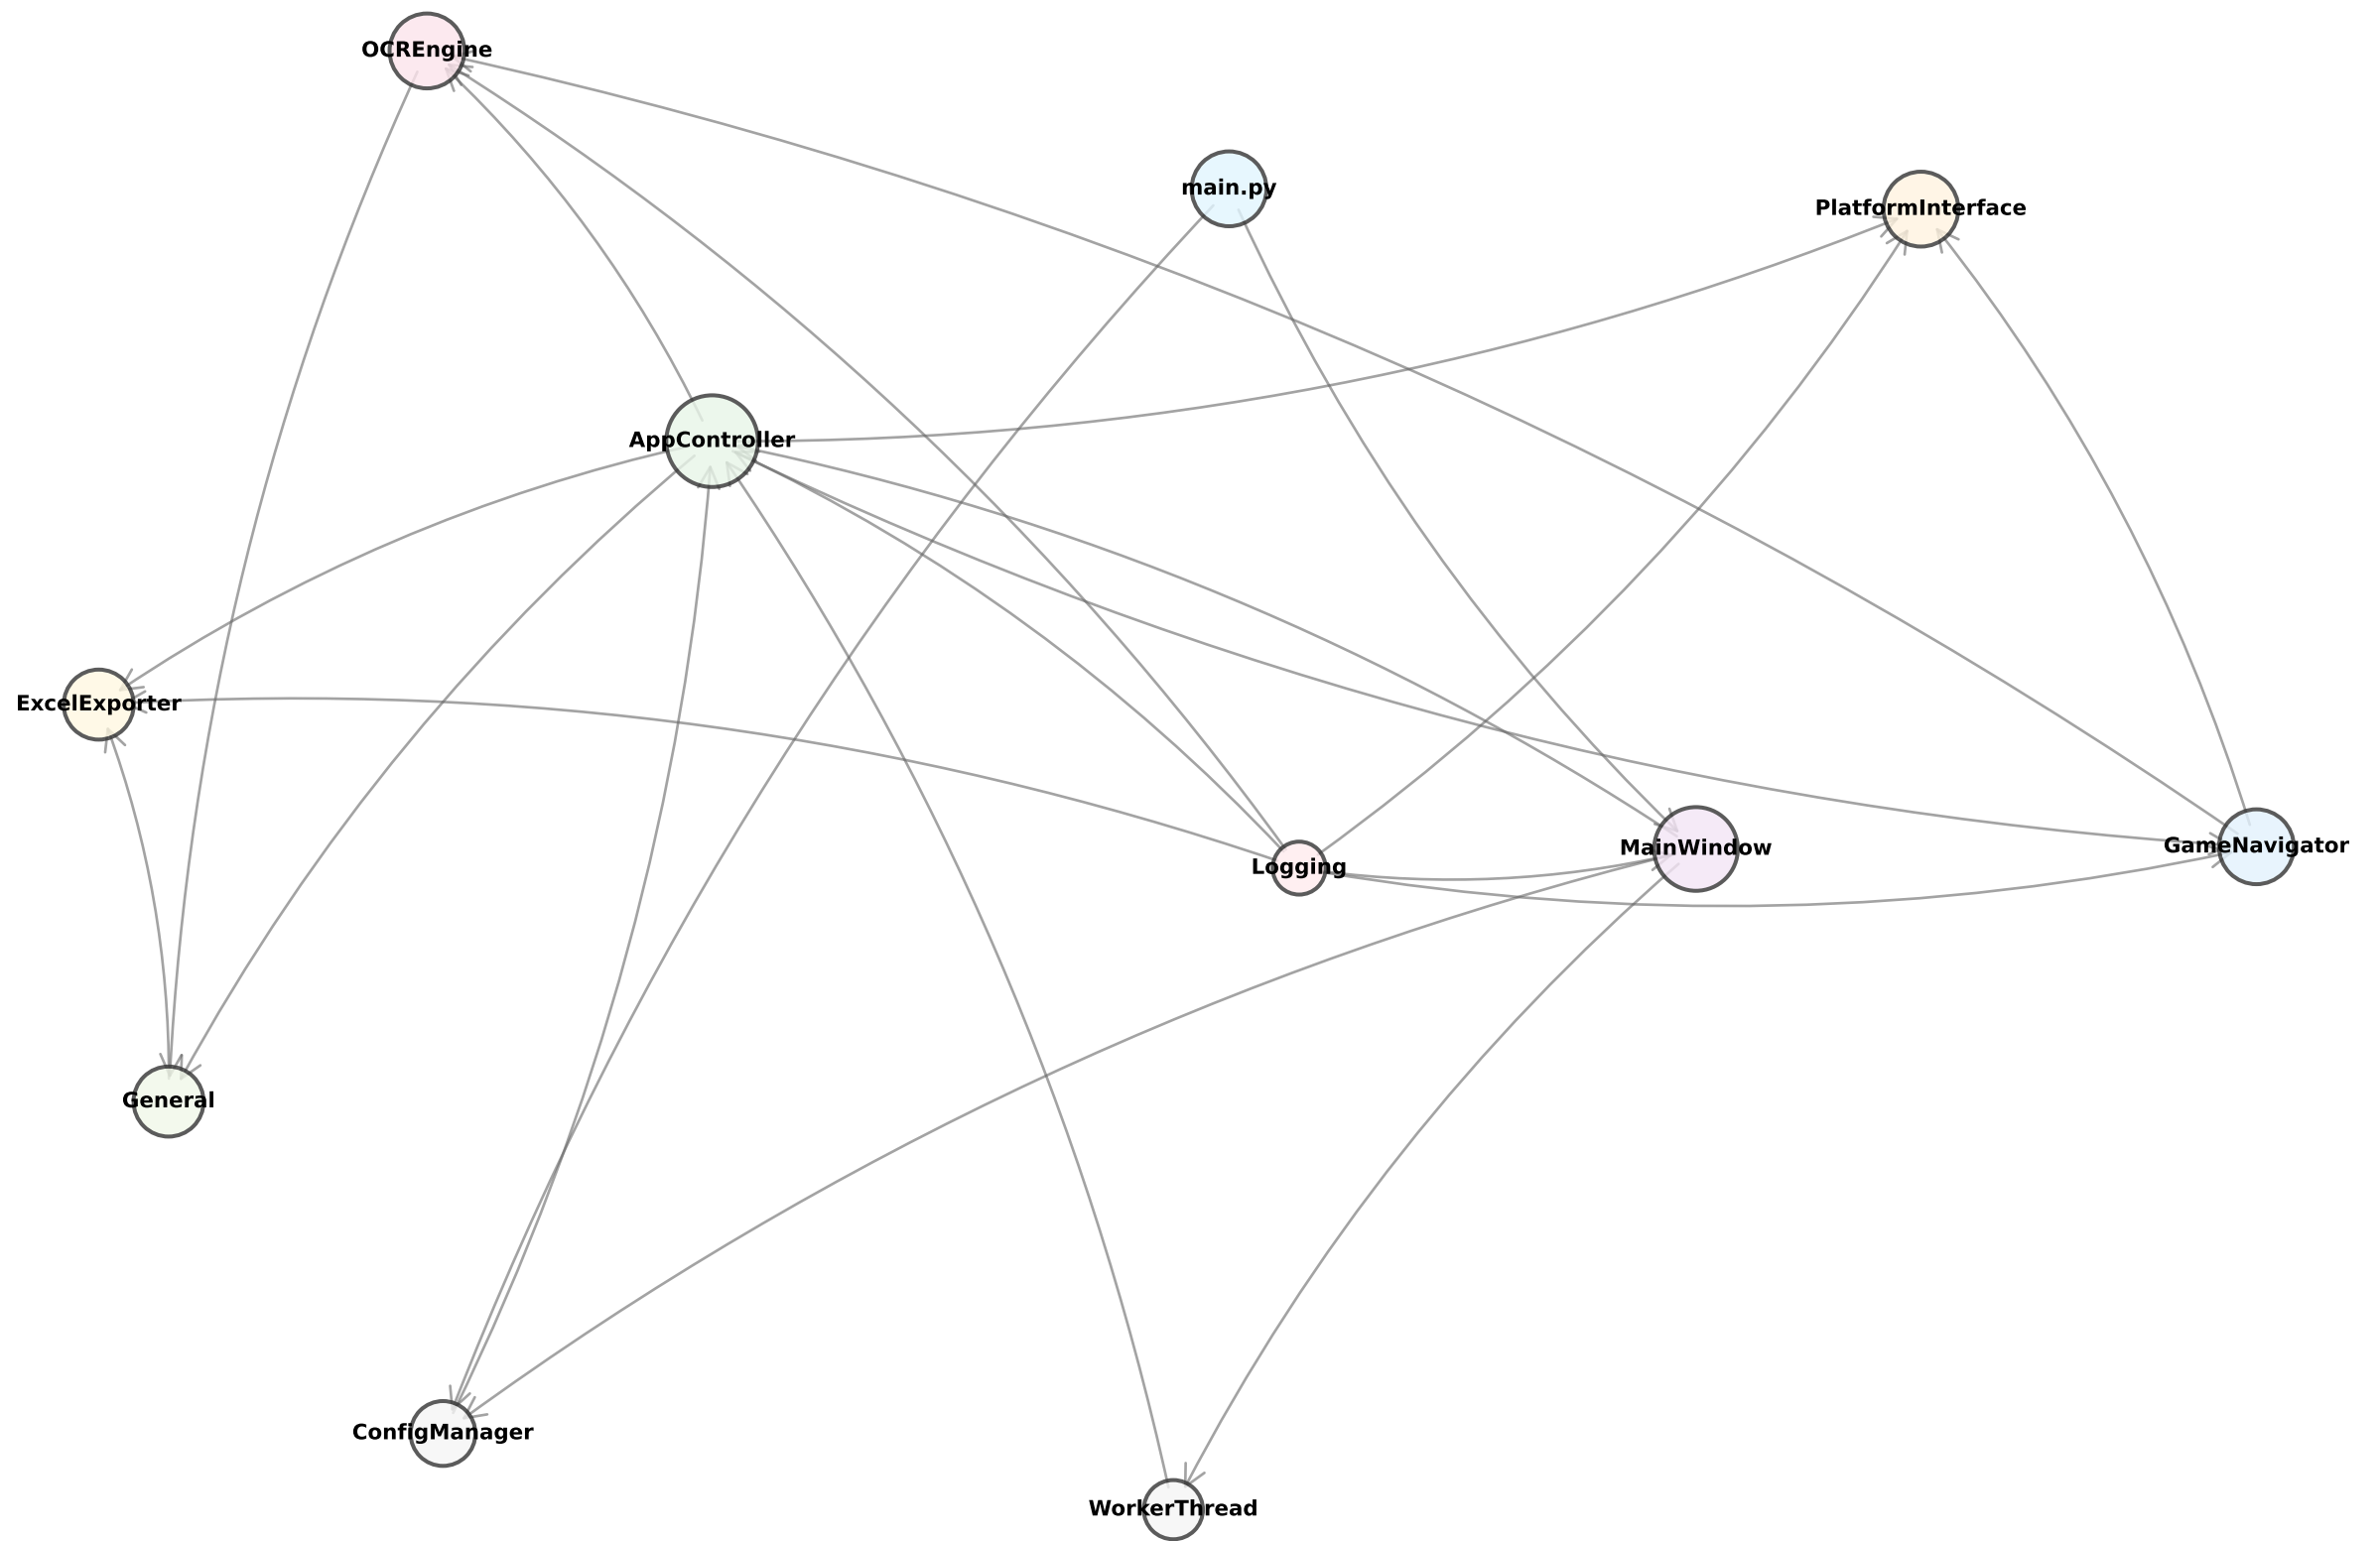 OCREngine
main.py
PlatformInterface
AppController
ExcelExporter
MainWindow
GameNavigator
Logging
General
ConfigManager
WorkerThread